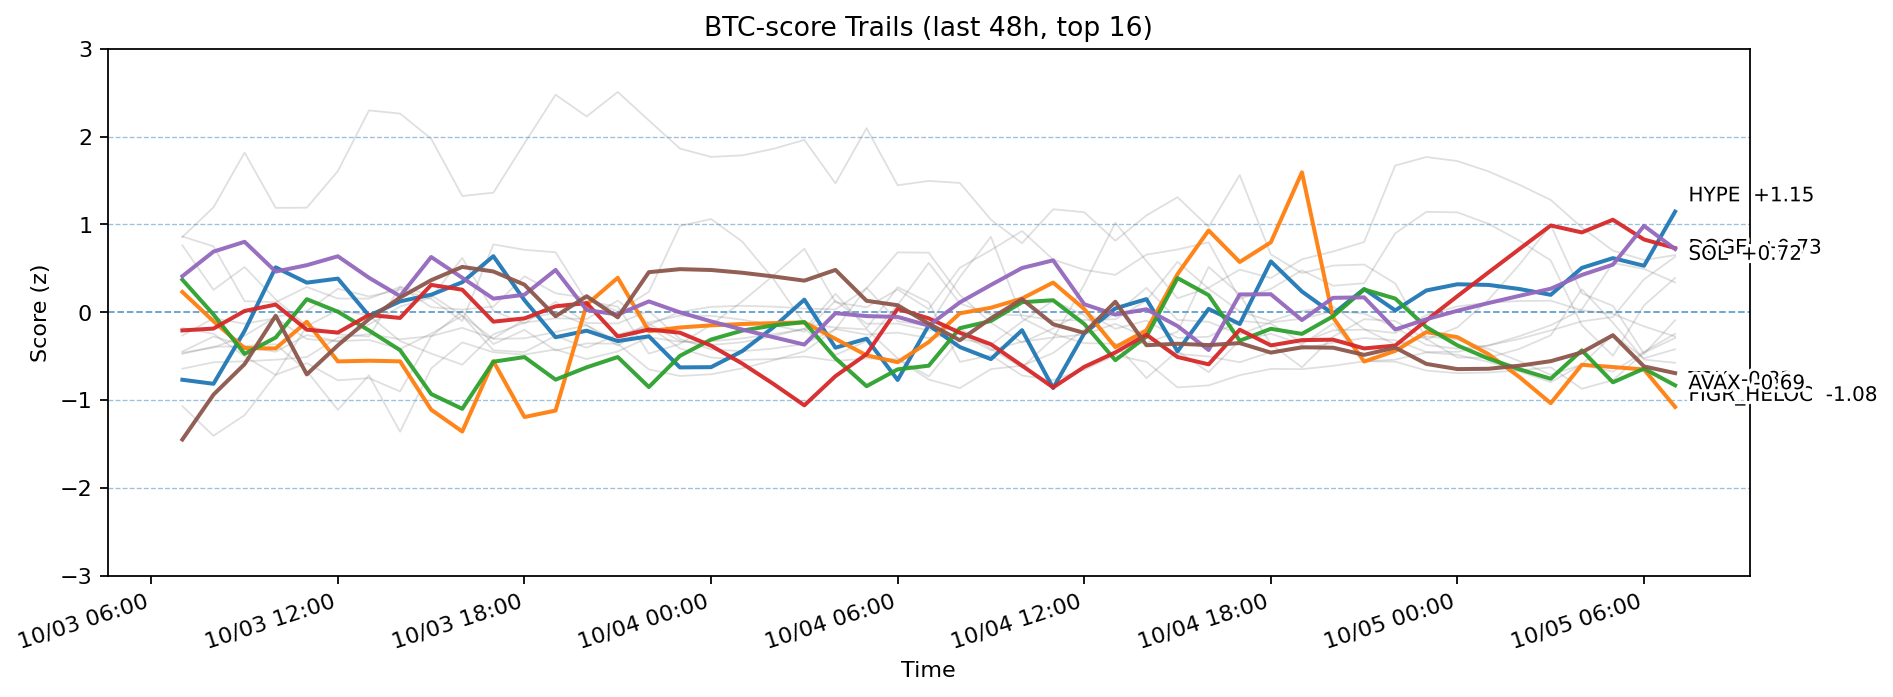 BTC-score Trails (last 48h, top 16)
Score (z)
3
2
1
0
−1
−2
−3
HYPE +1.15
SOL +0.72
AVAX -0.69
FIGR_HELOC -1.08
10/03 06:00
10/03 12:00
10/03 18:00
10/04 00:00
10/04 06:00
10/04 12:00
10/04 18:00
10/05 00:00
10/05 06:00
Time